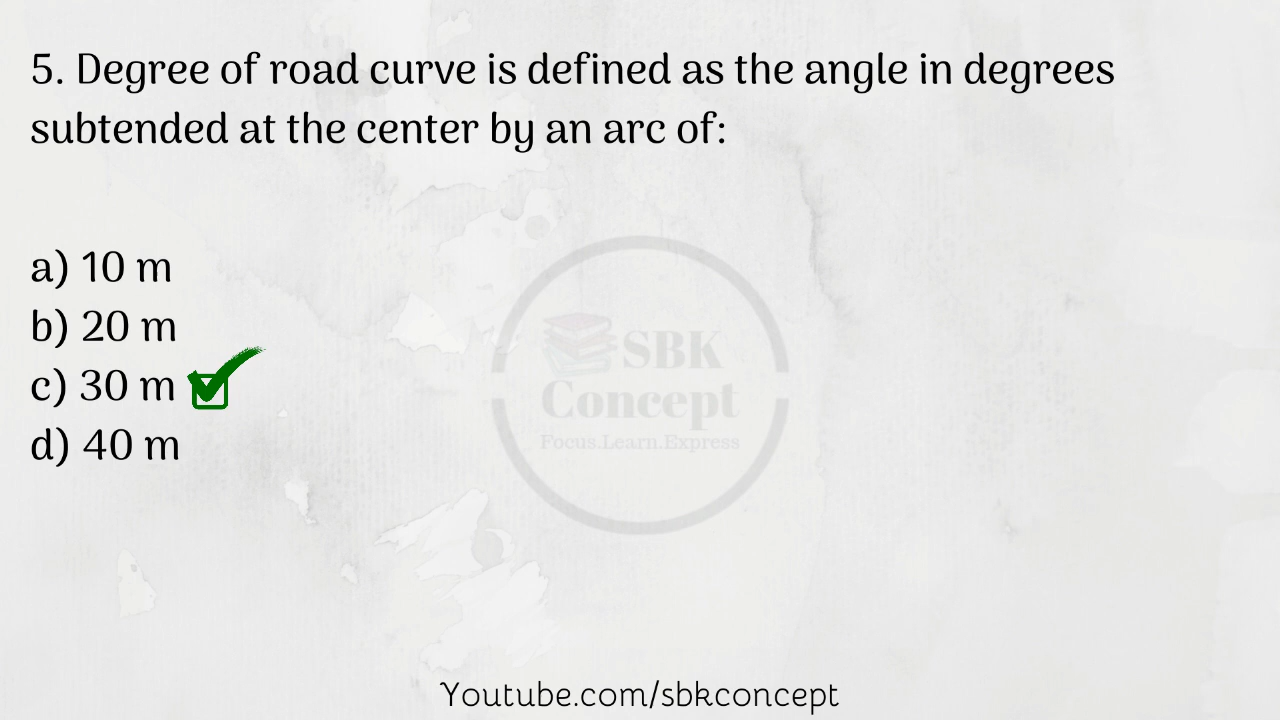 5. Degree of road curve is defined as the angle in degrees
subtended at the center by an arc of:
a) 10 m
b) 20 m
c) 30 m
d) 40 m
SBK
Concept
Focus.Learn.Express
Youtube.com/sbkconcept